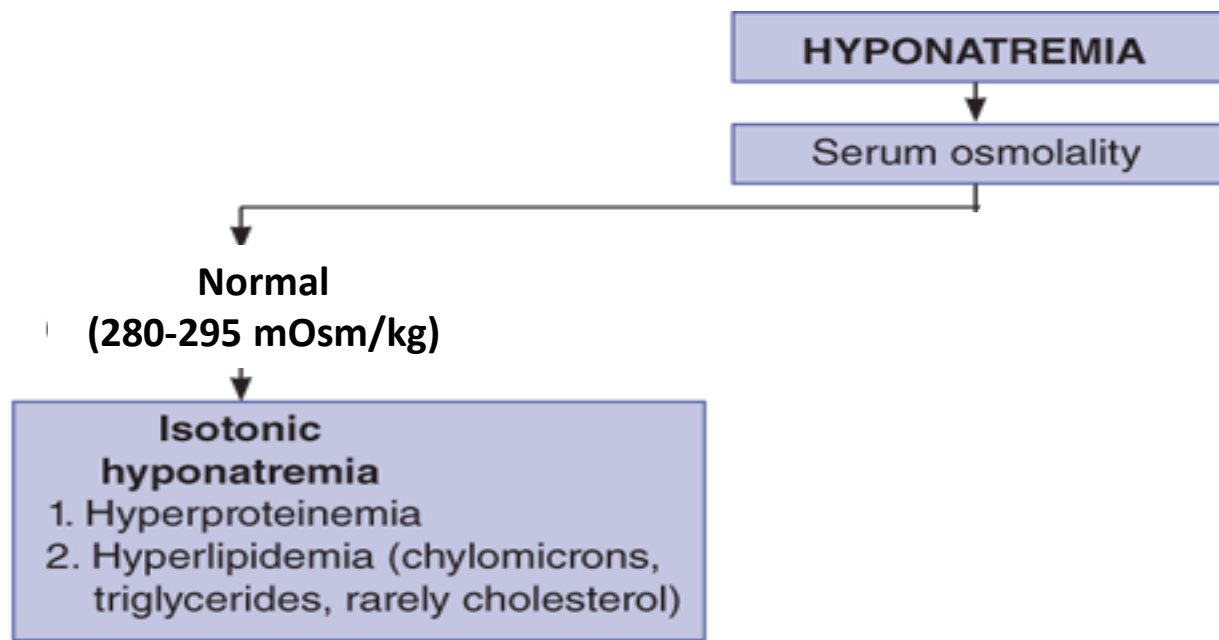 HYPONATREMIA
Serum osmolality
Normal
(280-295 mOsm/kg)
Isotonic
hyponatremia
1. Hyperproteinemia
2. Hyperlipidemia (chylomicrons,
triglycerides, rarely cholesterol)